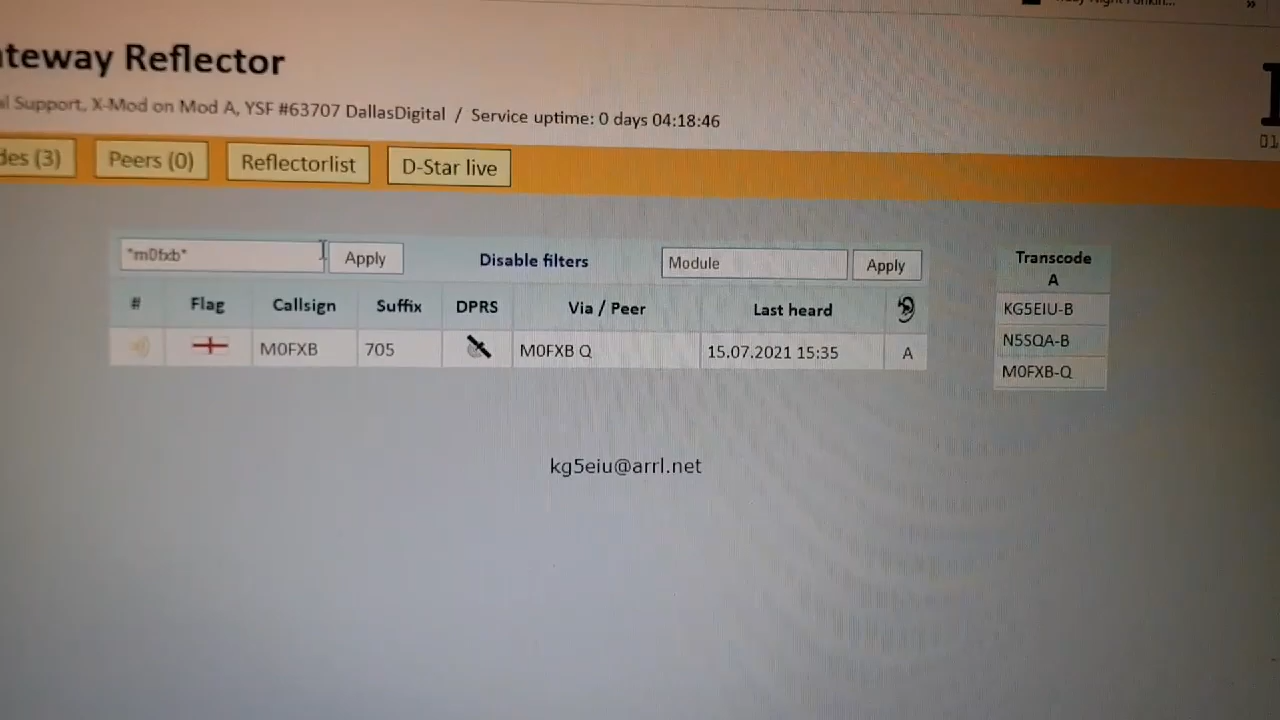 ateway Reflector
al Support, X-Mod on Mod A, YSF #63707 DallasDigital / Service uptime: 0 days 04:18:46
des (3) Peers (0) Reflectorlist D-Star live
*m0fxb* Apply Disable filters Module Apply
# Flag Callsign Suffix DPRS Via / Peer Last heard
M0FXB 705 M0FXB Q 15.07.2021 15:35 A
Transcode
A
KG5EIU-B
N5SQA-B
M0FXB-Q
kg5eiu@arrl.net